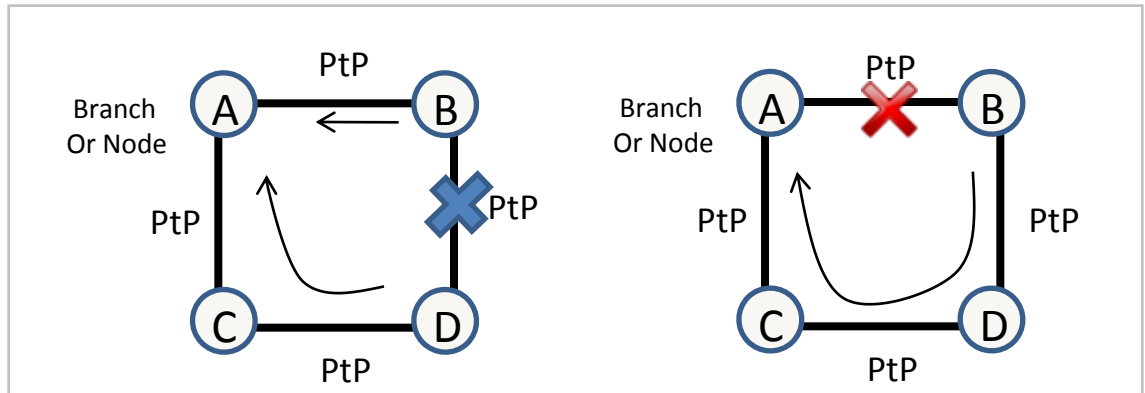 PtP
A
B
Branch
Or Node
PtP
PtP
C
D
PtP
PtP
A
B
Branch
Or Node
PtP
PtP
C
D
PtP